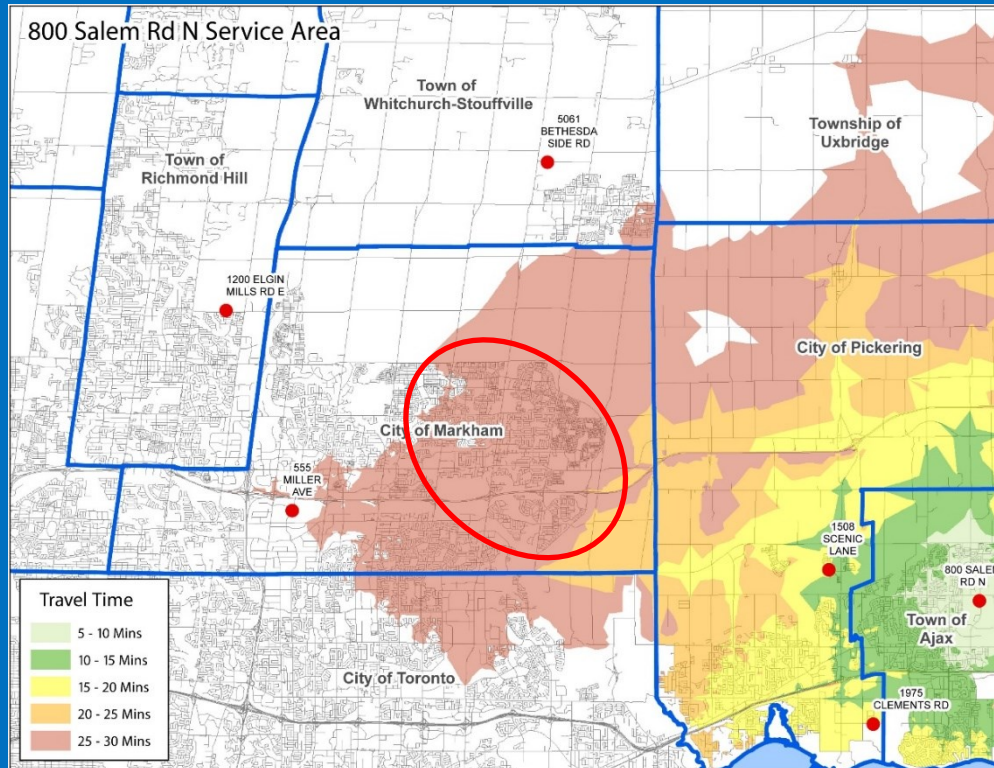 800 Salem Rd N Service Area
Town of
Whitchurch-Stouffville
5061
BETHESDA
SIDE RD
Township of
Uxbridge
Town of
Richmond Hill
1200 ELGIN
MILLS RD E
City of Pickering
City of Markham
555
MILLER
AVE
1508
SCENIC
LANE
800 SALEM
RD N
Town of
Ajax
City of Toronto
1975
CLEMENTS RD
Travel Time
5 - 10 Mins
10 - 15 Mins
15 - 20 Mins
20 - 25 Mins
25 - 30 Mins